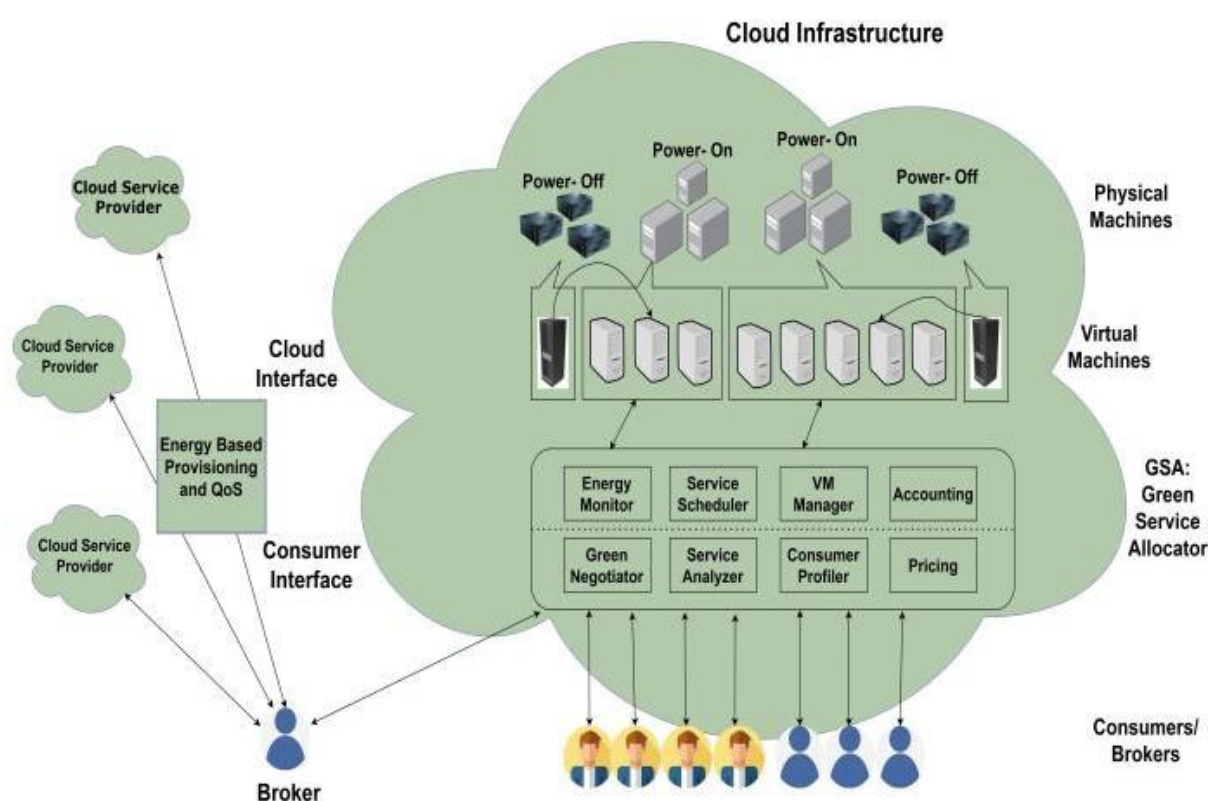 Cloud Infrastructure
Power- Off
Power- On
Power- On
Power- Off
Physical
Machines
Cloud Service
Provider
Cloud Service
Provider
Cloud Service
Provider
Energy Based
Provisioning
and QoS
Cloud
Interface
Consumer
Interface
Virtual
Machines
Energy
Monitor
Service
Scheduler
VM
Manager
Accounting
Green
Negotiator
Service
Analyzer
Consumer
Profiler
Pricing
GSA:
Green
Service
Allocator
Broker
Consumers/
Brokers